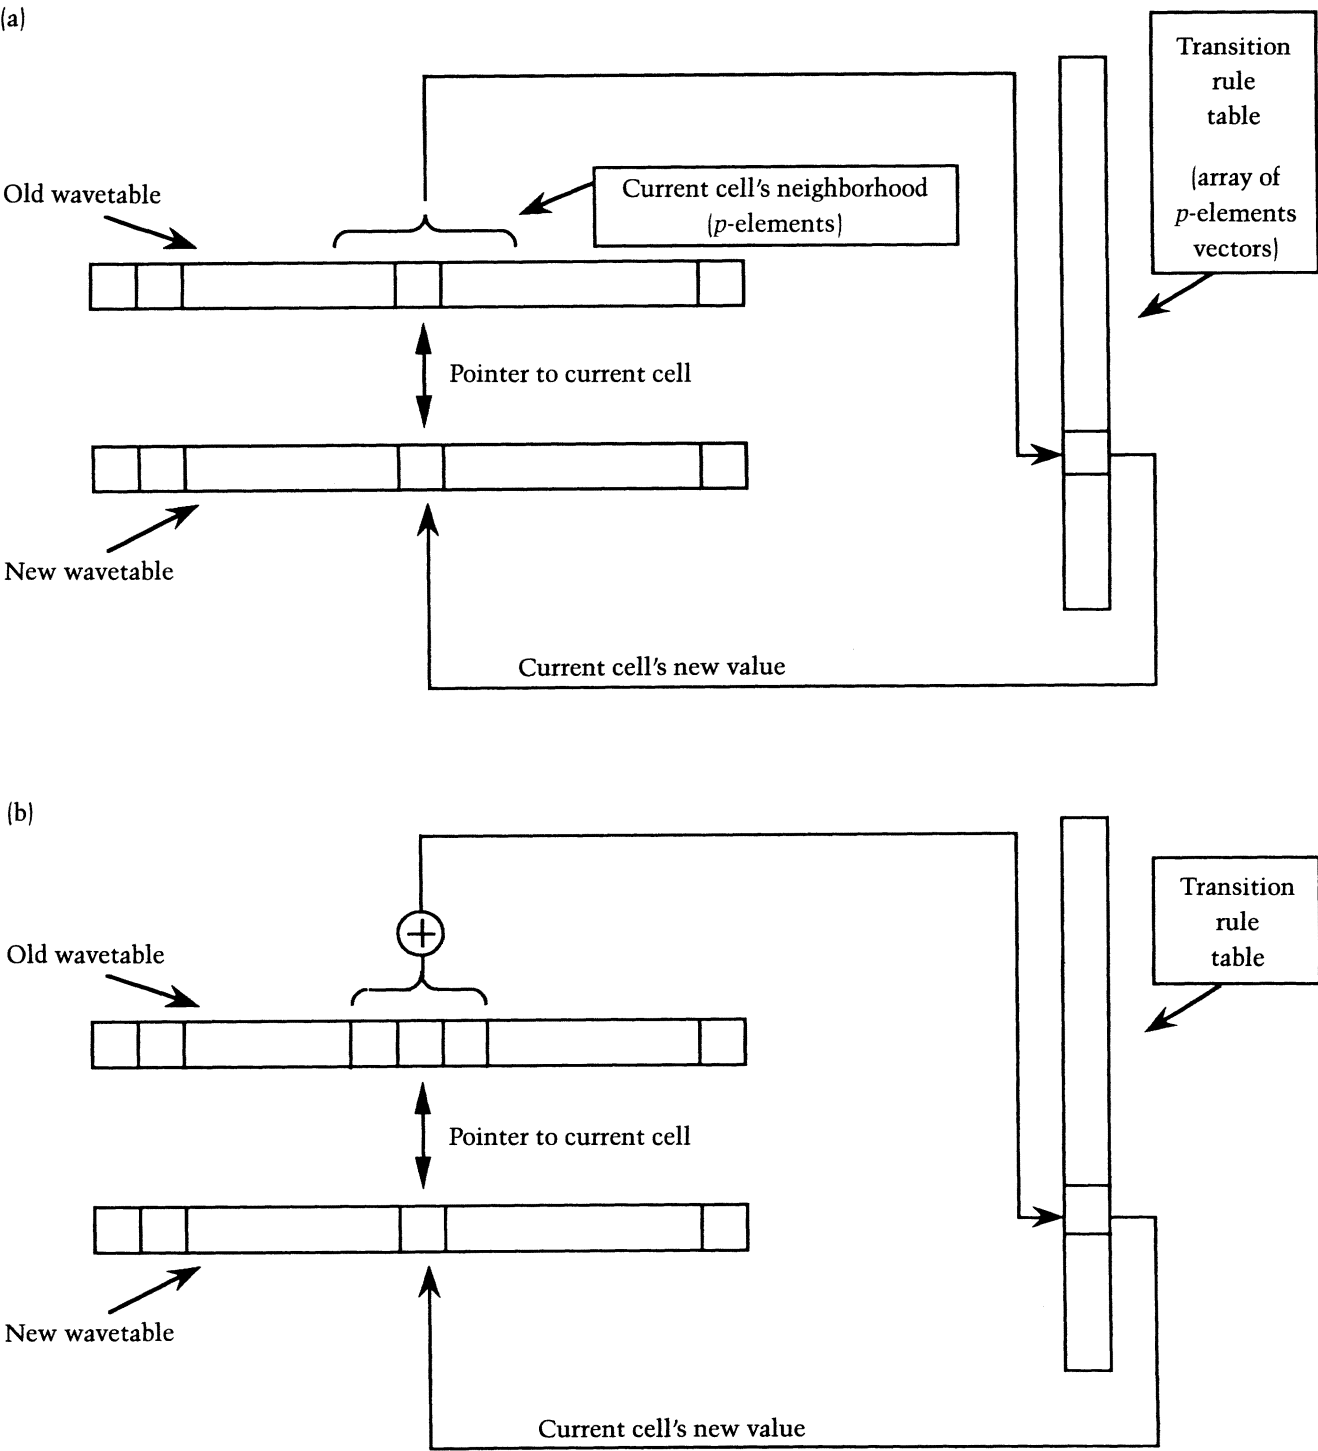 (a)
Transition
rule
table
(array of
p-elements
vectors)
Old wavetable
Current cell's neighborhood
(p-elements)
Pointer to current cell
New wavetable
Current cell's new value
(b)
Transition
rule
table
Old wavetable
Pointer to current cell
New wavetable
Current cell's new value